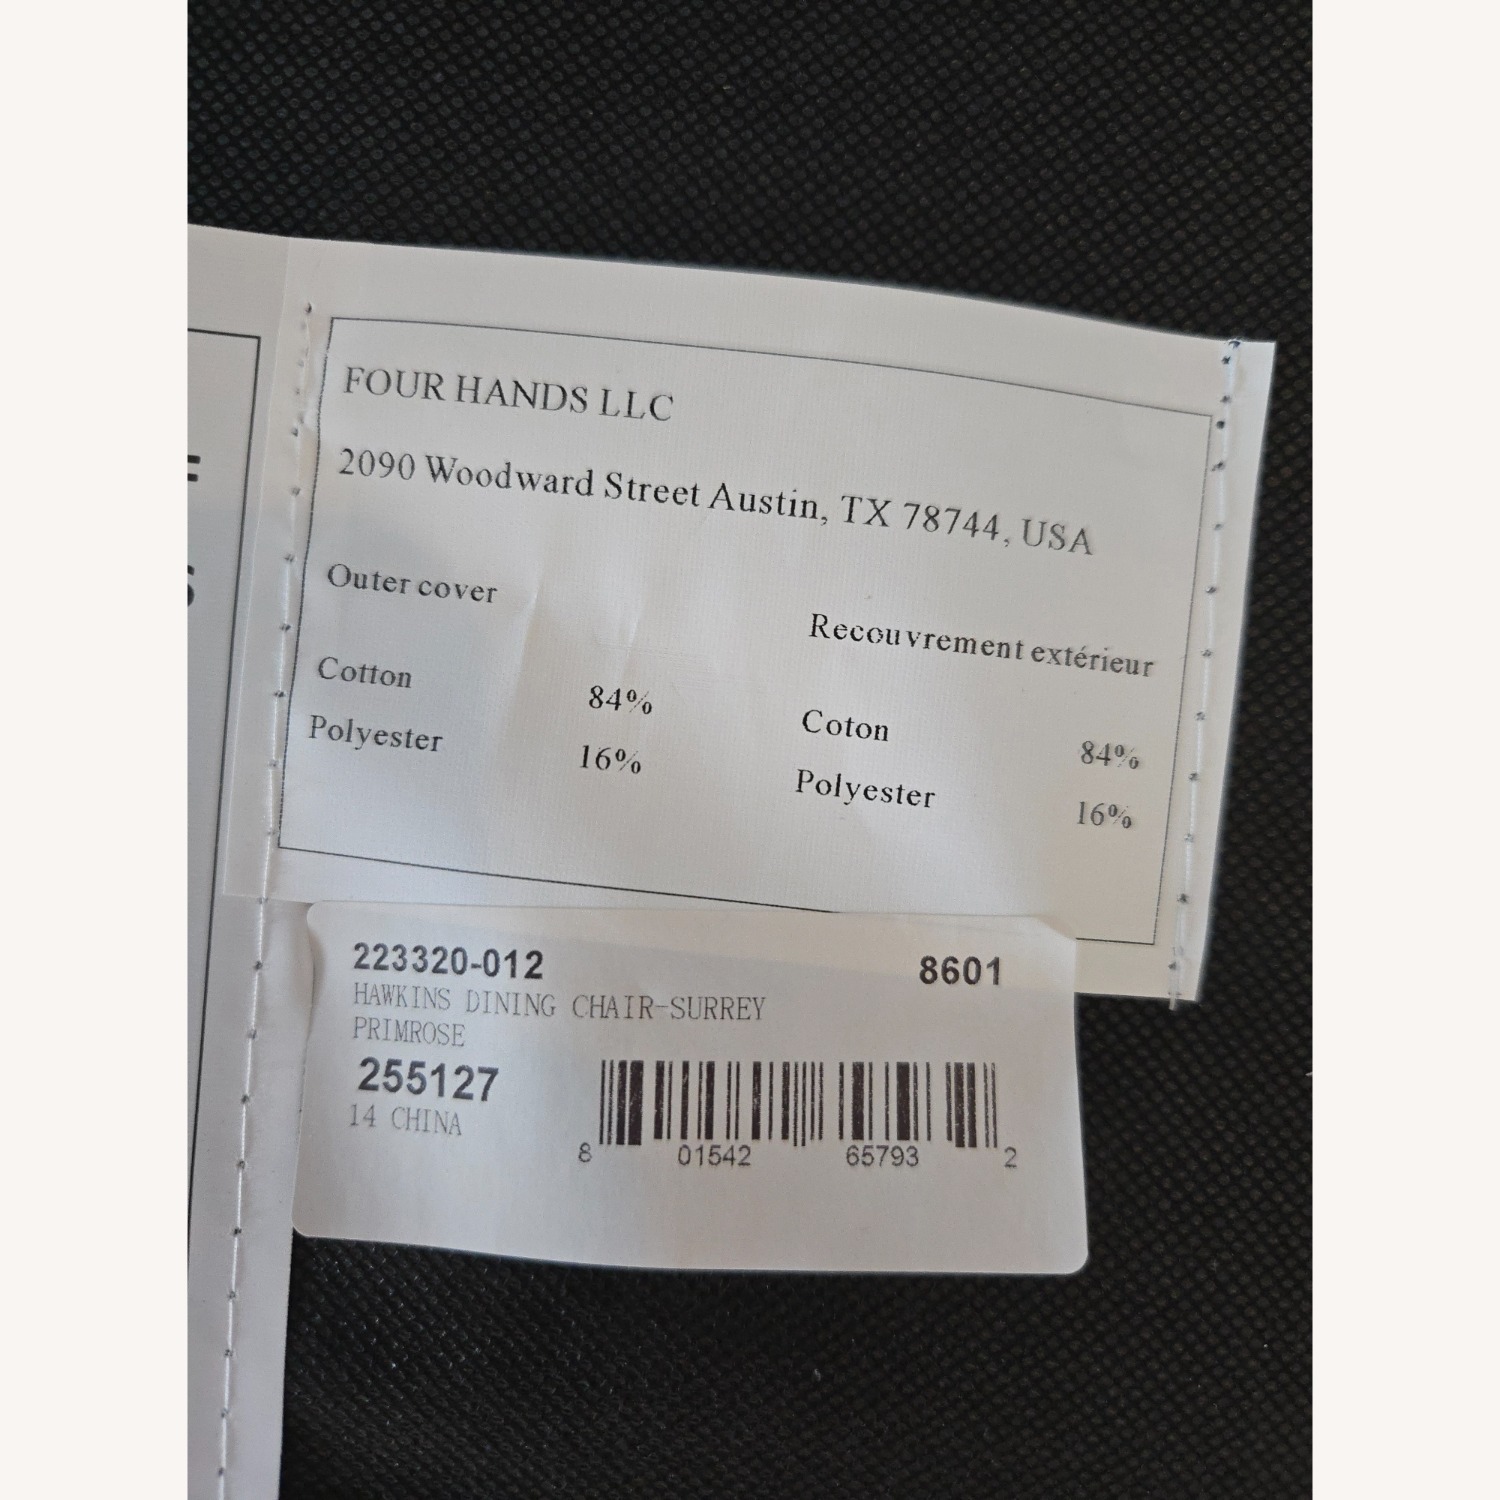 FOUR HANDS LLC
2090 Woodward Street Austin, TX 78744, USA
Outer cover
Cotton 84%
Polyester 16%
Recouvrement extérieur
Coton 84%
Polyester 16%
223320-012 8601
HAWKINS DINING CHAIR-SURREY
PRIMROSE
255127
14 CHINA
8 01542 65793 2